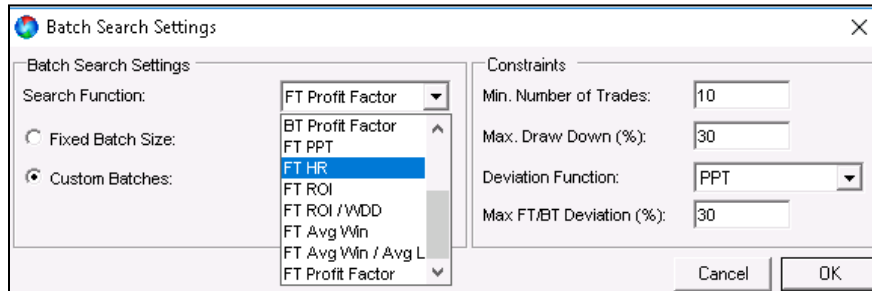 Batch Search Settings
Batch Search Settings
Search Function:
FT Profit Factor
Fixed Batch Size:
Custom Batches:
BT Profit Factor
FT PPT
FT HR
FT ROI
FT ROI / WDD
FT Avg Win
FT Avg Win / Avg L
FT Profit Factor
Constraints
Min. Number of Trades:
10
Max. Draw Down (%):
30
Deviation Function:
PPT
Max FT/BT Deviation (%):
30
Cancel
OK